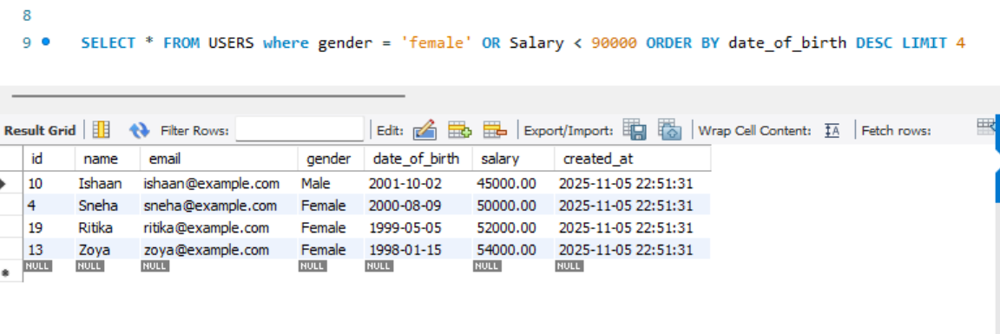 8
9 SELECT * FROM USERS where gender = 'female' OR Salary < 90000 ORDER BY date_of_birth DESC LIMIT 4
Result Grid Filter Rows: Edit: Export/Import: Wrap Cell Content: IA Fetch rows:
id name email gender date_of_birth salary created_at
10 Ishaan ishaan@example.com Male 2001-10-02 45000.00 2025-11-05 22:51:31
4 Sneha sneha@example.com Female 2000-08-09 50000.00 2025-11-05 22:51:31
19 Ritika ritika@example.com Female 1999-05-05 52000.00 2025-11-05 22:51:31
13 Zoya zoya@example.com Female 1998-01-15 54000.00 2025-11-05 22:51:31
NULL NULL NULL NULL NULL NULL NULL